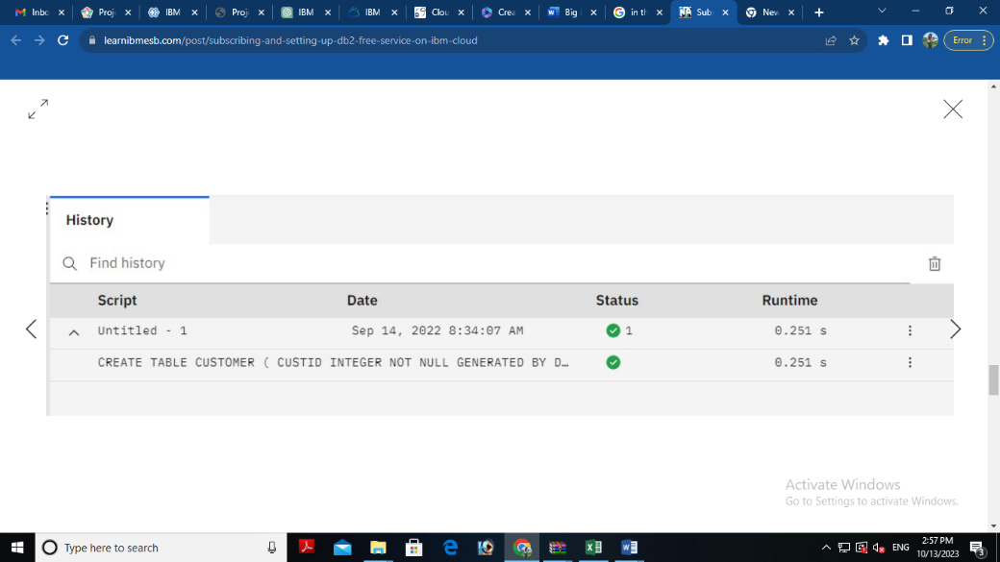 Inbo
Proj
IBM
Proj
IBM
IBM
Clou
Crea
Big
in th
Sub
New
learnibmesb.com/post/subscribing-and-setting-up-db2-free-service-on-ibm-cloud
Error
History
Find history
Script Date Status Runtime
Untitled - 1 Sep 14, 2022 8:34:07 AM 1 0.251 s
CREATE TABLE CUSTOMER ( CUSTID INTEGER NOT NULL GENERATED BY D… 0.251 s
Activate Windows
Go to Settings to activate Windows.
Type here to search
ENG
2:57 PM
10/13/2023
3